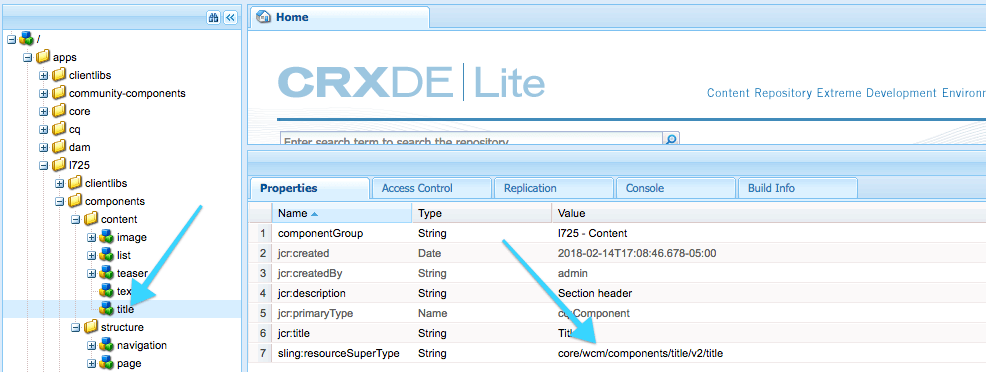 Home
/
apps
clientlibs
community-components
core
cq
dam
l725
clientlibs
components
content
image
list
teaser
title
structure
navigation
page
CRXDE | Lite
Content Repository Extreme Development Environ
Enter search term to search the repository
Properties Access Control Replication Console Build Info
Name Type Value
1 componentGroup String l725 - Content
2 jcr:created Date 2018-02-14T17:08:46.678-05:00
3 jcr:createdBy String admin
4 jcr:description String Section header
5 jcr:primaryType Name cq:Component
6 jcr:title String
7 sling:resourceSuperType String core/wcm/components/title/v2/title